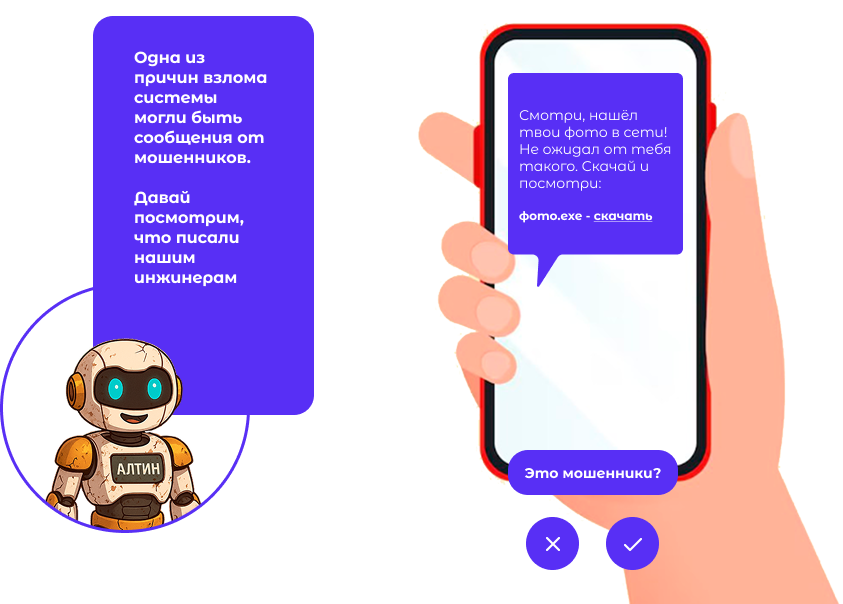 Одна из
причин взлома
системы
могли быть
сообщения от
мошенников.
Давай
посмотрим,
что писали
нашим
инжинерам
АЛТИН
Смотри, нашёл
твои фото в сети!
Не ожидал от тебя
такого. Скачай и
посмотри:
фото.exe - скачать
Это мошенники?